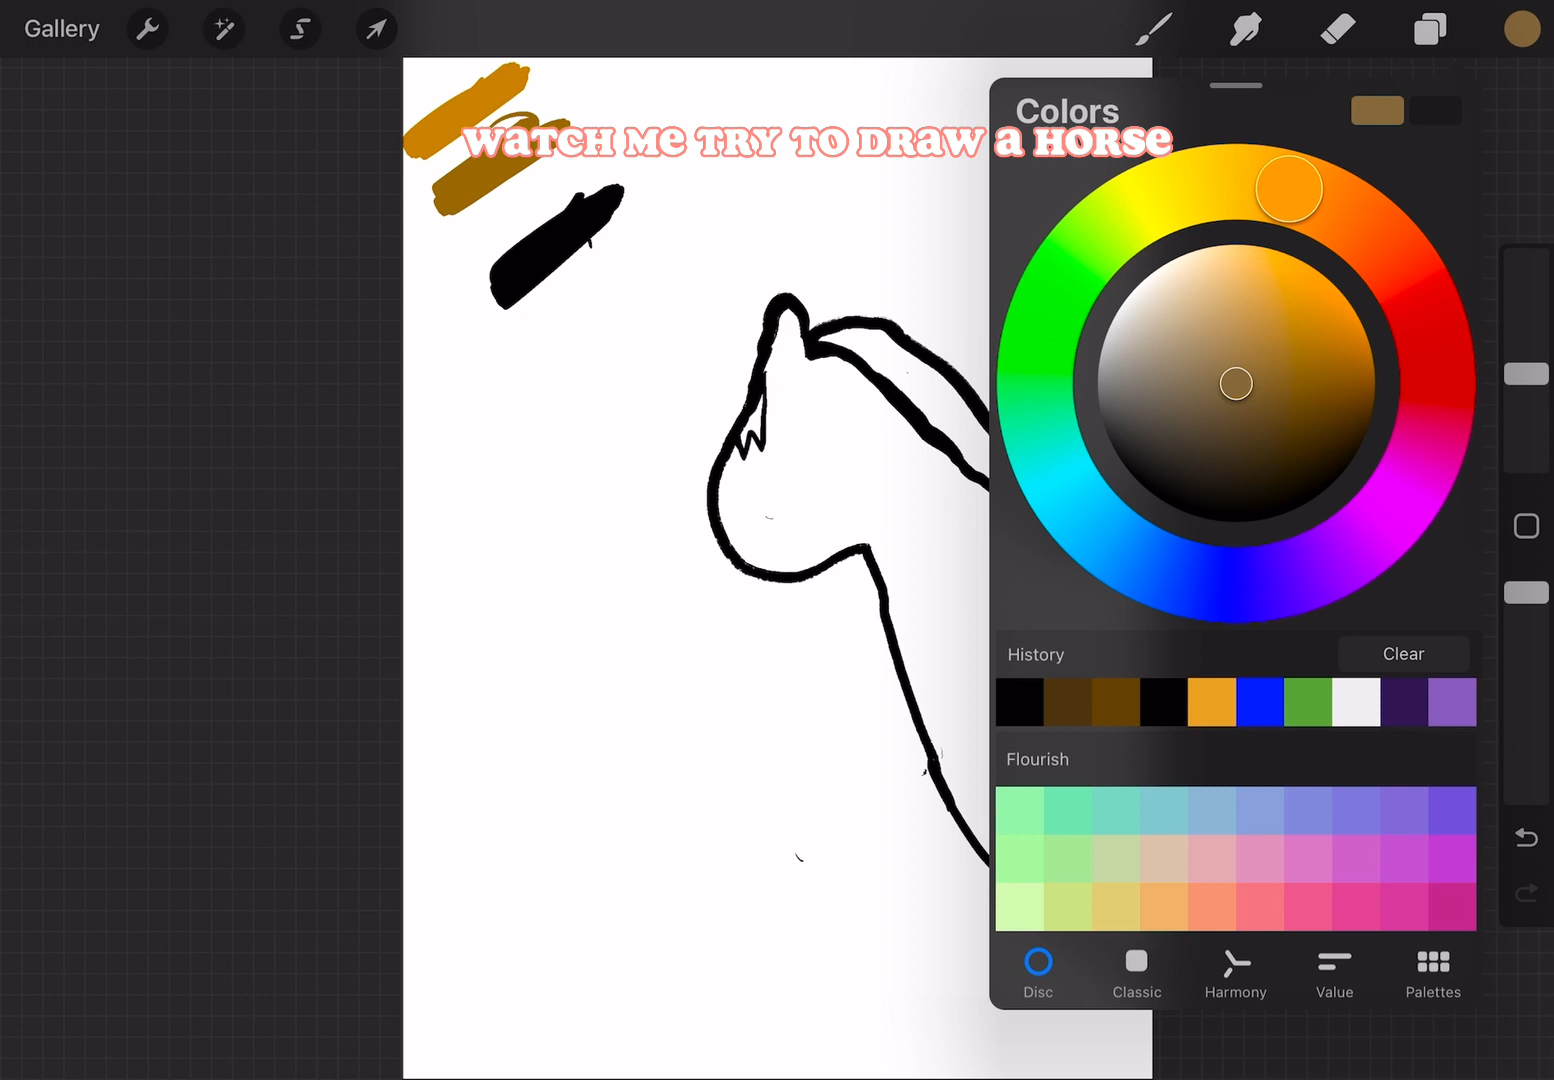 Gallery
Colors
WATCH Me TRY TO DRAW a HORSE
History
Clear
Flourish
Disc
Classic
Harmony
Value
Palettes